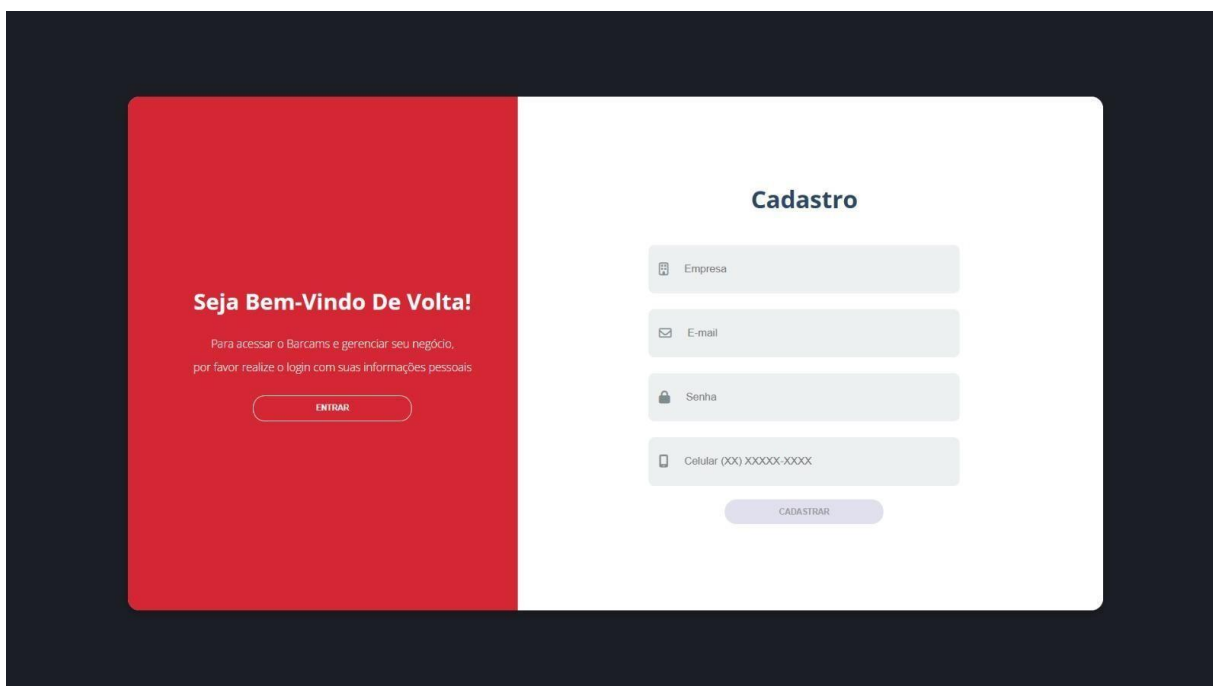 Seja Bem-Vindo De Volta!
Para acessar o Barcams e gerenciar seu negócio,
por favor realize o login com suas informações pessoais
ENTRAR
Cadastro
Empresa
E-mail
Senha
Celular (XX) XXXXX-XXXX
CADASTRAR